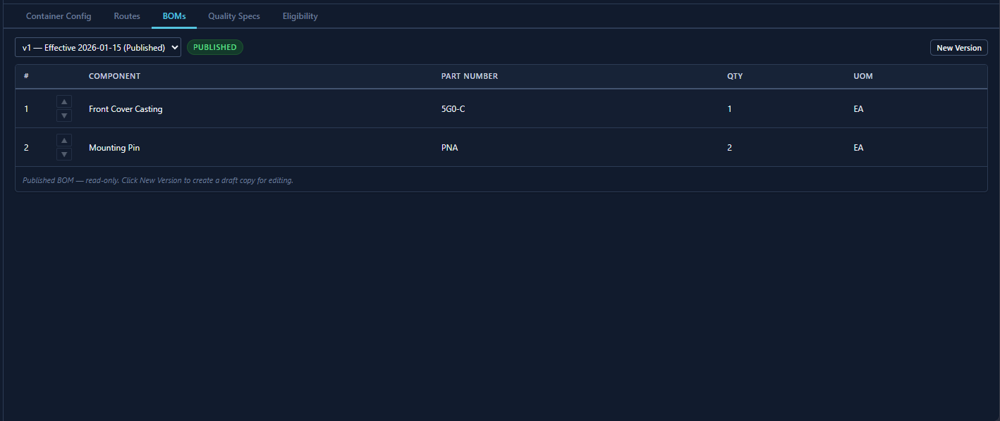 Container Config Routes BOMs Quality Specs Eligibility
v1 — Effective 2026-01-15 (Published) PUBLISHED New Version
# COMPONENT PART NUMBER QTY UOM
1 ▲ ▼ Front Cover Casting 5G0-C 1 EA
2 ▲ ▼ Mounting Pin PNA 2 EA
Published BOM — read-only. Click New Version to create a draft copy for editing.